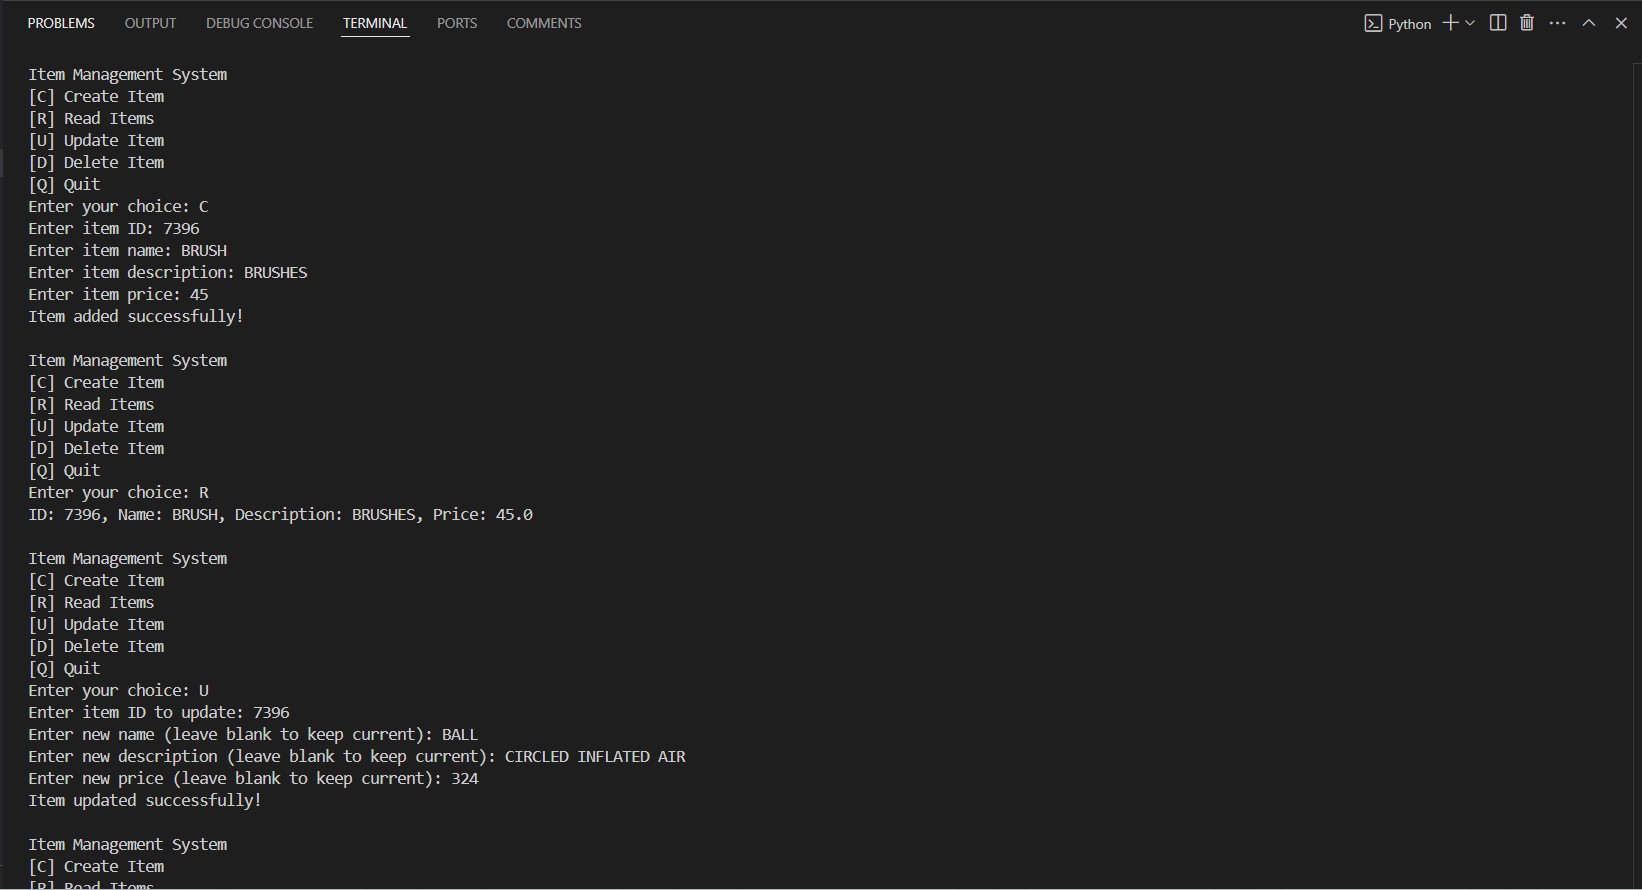 PROBLEMS OUTPUT DEBUG CONSOLE TERMINAL PORTS COMMENTS Python
Item Management System
[C] Create Item
[R] Read Items
[U] Update Item
[D] Delete Item
[Q] Quit
Enter your choice: C
Enter item ID: 7396
Enter item name: BRUSH
Enter item description: BRUSHES
Enter item price: 45
Item added successfully!
Item Management System
[C] Create Item
[R] Read Items
[U] Update Item
[D] Delete Item
[Q] Quit
Enter your choice: R
ID: 7396, Name: BRUSH, Description: BRUSHES, Price: 45.0
Item Management System
[C] Create Item
[R] Read Items
[U] Update Item
[D] Delete Item
[Q] Quit
Enter your choice: U
Enter item ID to update: 7396
Enter new name (leave blank to keep current): BALL
Enter new description (leave blank to keep current): CIRCLED INFLATED AIR
Enter new price (leave blank to keep current): 324
Item updated successfully!
Item Management System
[C] Create Item
[R] Read Items